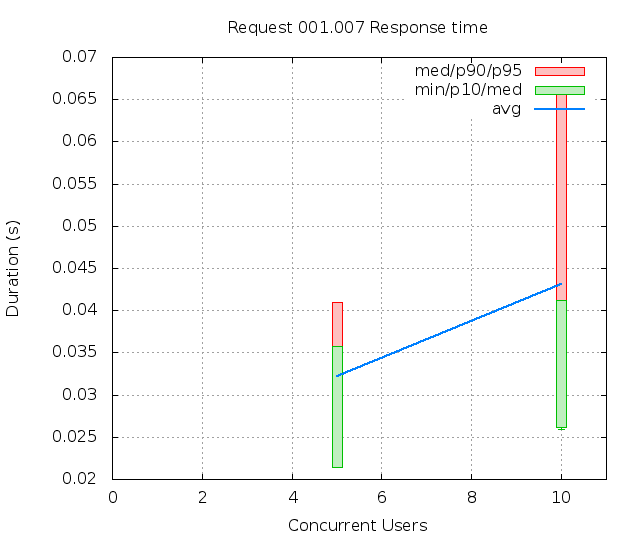 Request 001.007 Response time
0.07
0.065
0.06
0.055
0.05
0.045
0.04
0.035
0.03
0.025
0.02
med/p90/p95
min/p10/med
avg
Duration (s)
0 2 4 6 8 10
Concurrent Users